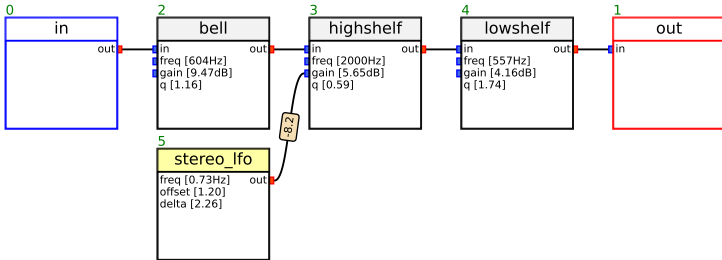 0
in
out
2
bell
in
out
freq [604Hz]
gain [9.47dB]
q [1.16]
3
highshelf
in
out
freq [2000Hz]
gain [5.65dB]
q [0.59]
4
lowshelf
in
out
freq [557Hz]
gain [4.16dB]
q [1.74]
1
out
in
5
stereo_lfo
freq [0.73Hz]
out
offset [1.20]
delta [2.26]
-8.2